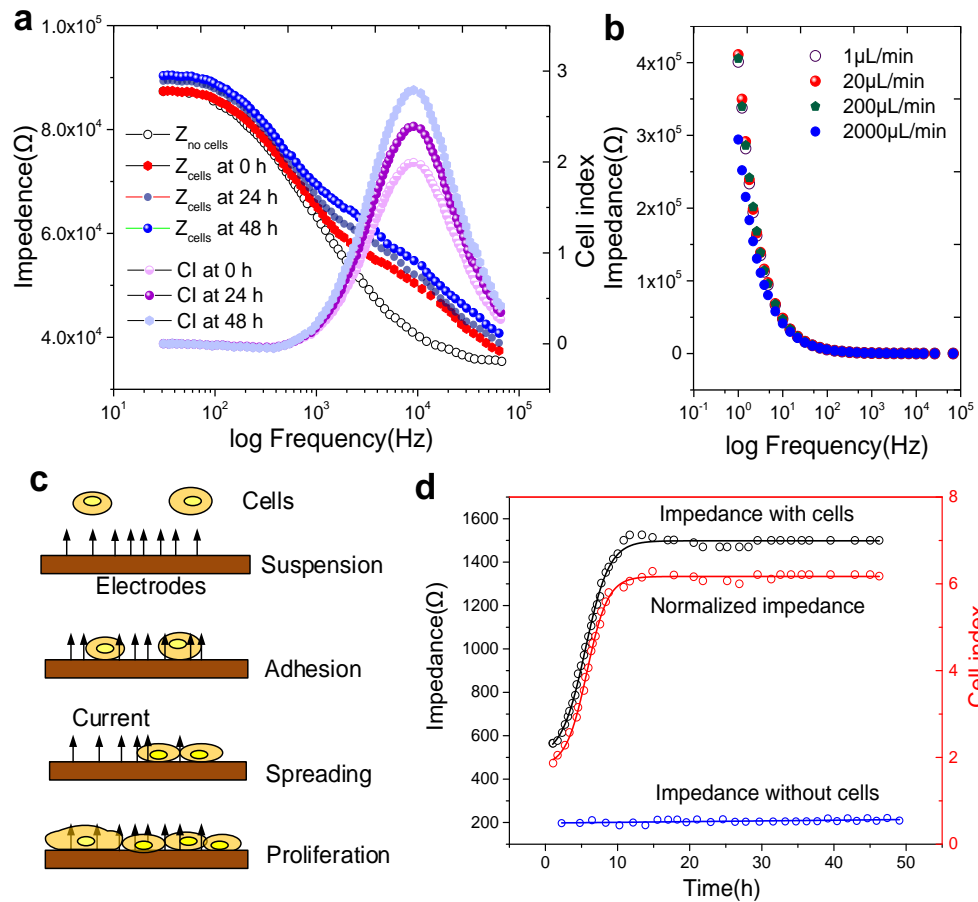 a
Impedence(Ω)
1.0x10⁵
8.0x10⁴
6.0x10⁴
4.0x10⁴
Z no cells
Z cells at 0 h
Z cells at 24 h
Z cells at 48 h
CI at 0 h
CI at 24 h
CI at 48 h
3
2
1
0
Cell index
10¹ 10² 10³ 10⁴ 10⁵
log Frequency(Hz)
b
Impedance(Ω)
4x10⁵
3x10⁵
2x10⁵
1x10⁵
0
1µL/min
20µL/min
200µL/min
2000µL/min
10⁻¹ 10⁰ 10¹ 10² 10³ 10⁴ 10⁵
log Frequency(Hz)
c
Cells
Suspension
Electrodes
Adhesion
Current
Spreading
Proliferation
d
Impedance(Ω)
1600
1400
1200
1000
800
600
400
200
Impedance with cells
Normalized impedance
Impedance without cells
8
6
4
2
0
Cell index
0 10 20 30 40 50
Time(h)